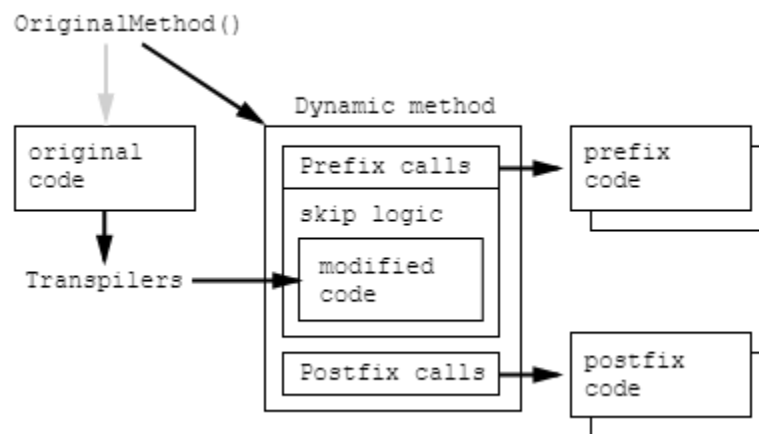 OriginalMethod()
Dynamic method
original
code
Prefix calls
prefix
code
skip logic
Transpilers
modified
code
Postfix calls
postfix
code